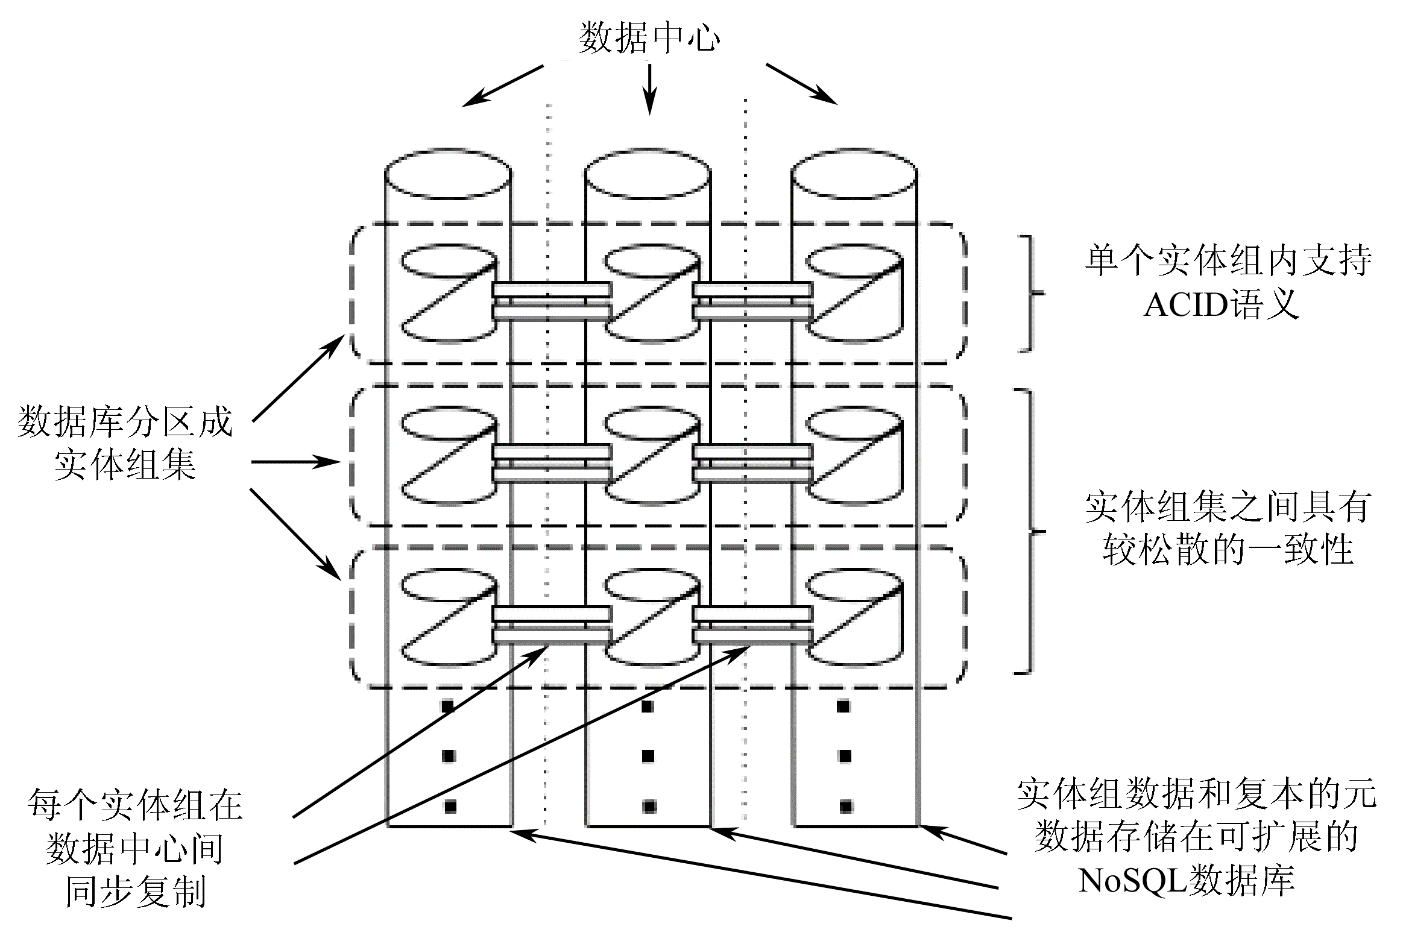 数据中心
单个实体组内支持
ACID语义
数据库分区成
实体组集
实体组集之间具有
较松散的一致性
每个实体组在
数据中心间
同步复制
实体组数据和复本的元
数据存储在可扩展的
NoSQL数据库